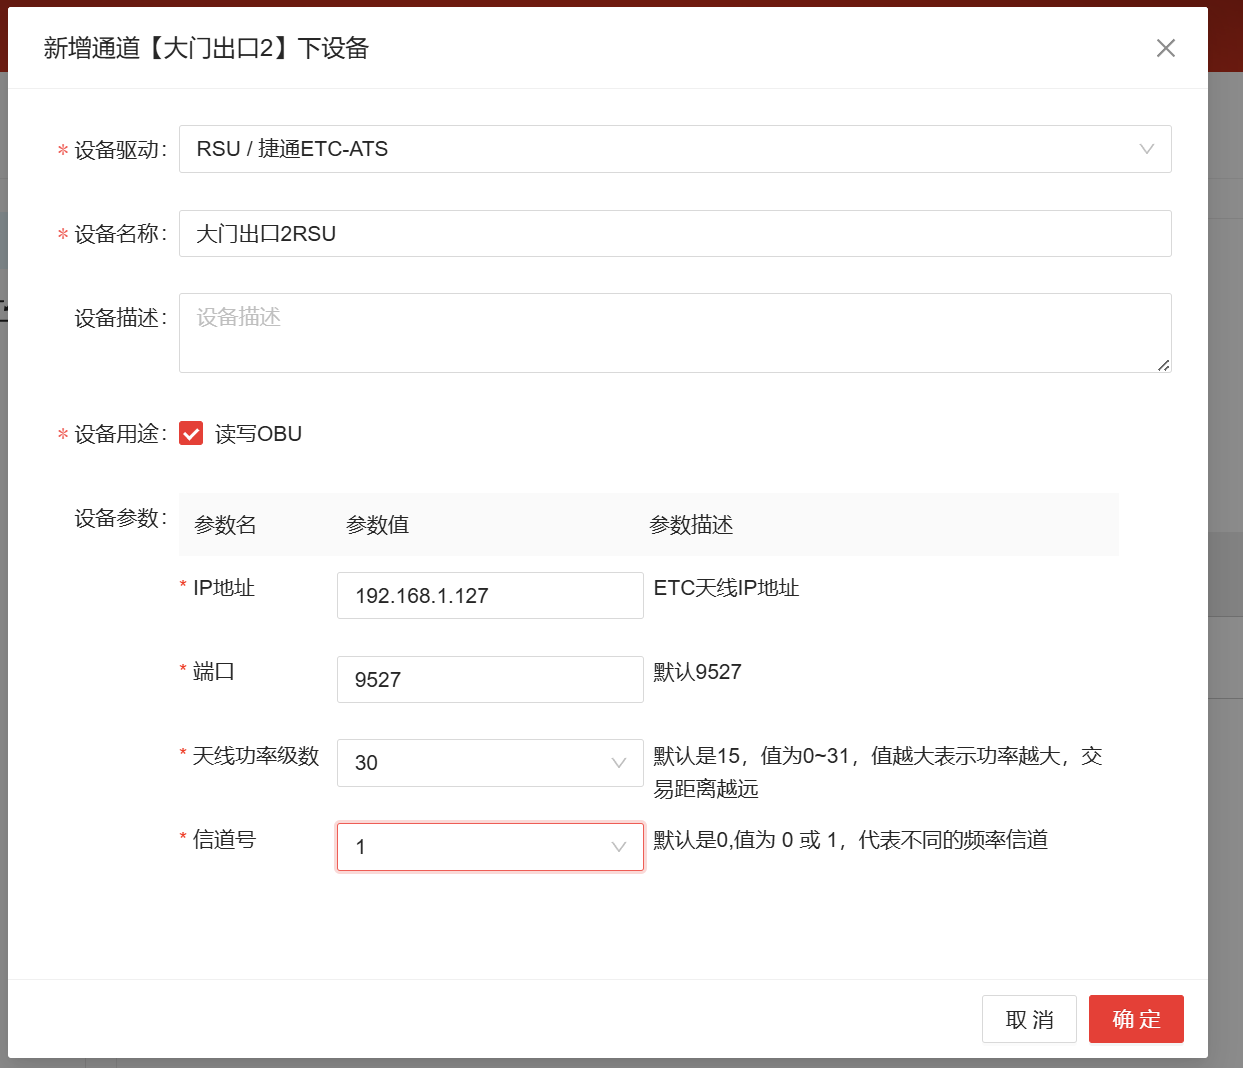 新增通道【大门出口2】下设备
* 设备驱动: RSU / 捷通ETC-ATS
* 设备名称: 大门出口2RSU
设备描述: 设备描述
* 设备用途: 读写OBU
设备参数: 参数名 参数值 参数描述
* IP地址 192.168.1.127 ETC天线IP地址
* 端口 9527 默认9527
* 天线功率级数 30 默认是15，值为0~31，值越大表示功率越大，交
易距离越远
* 信道号 1 默认是0,值为 0 或 1，代表不同的频率信道
取 消 确 定